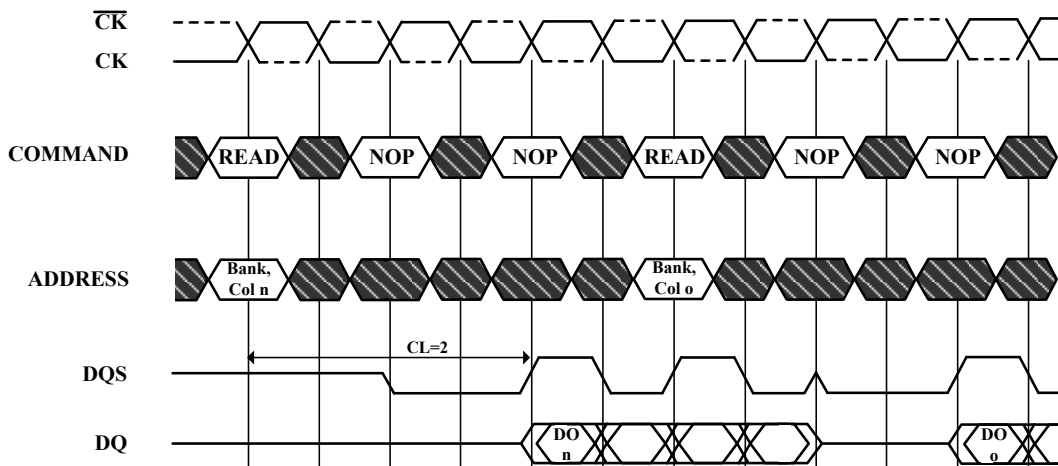 C̅K̅
CK
COMMAND READ NOP NOP READ NOP NOP
ADDRESS Bank, Col n Bank, Col o
CL=2
DQS
DQ DO n DO o